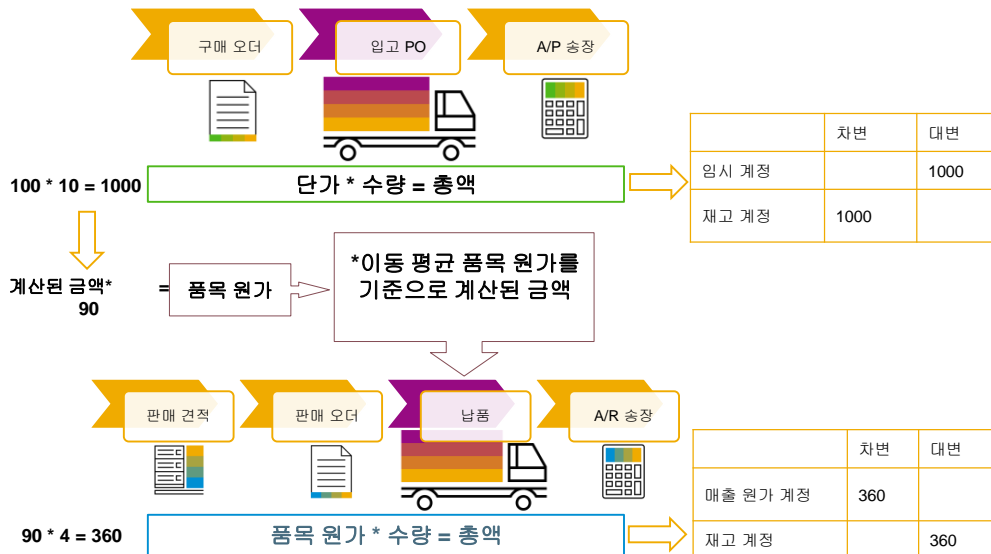 구매 오더
입고 PO
A/P 송장
차변 대변
임시 계정 1000
재고 계정 1000
100 * 10 = 1000
단가 * 수량 = 총액
계산된 금액*
90
=
품목 원가
*이동 평균 품목 원가를
기준으로 계산된 금액
판매 견적
판매 오더
납품
A/R 송장
차변 대변
매출 원가 계정 360
재고 계정 360
90 * 4 = 360
품목 원가 * 수량 = 총액